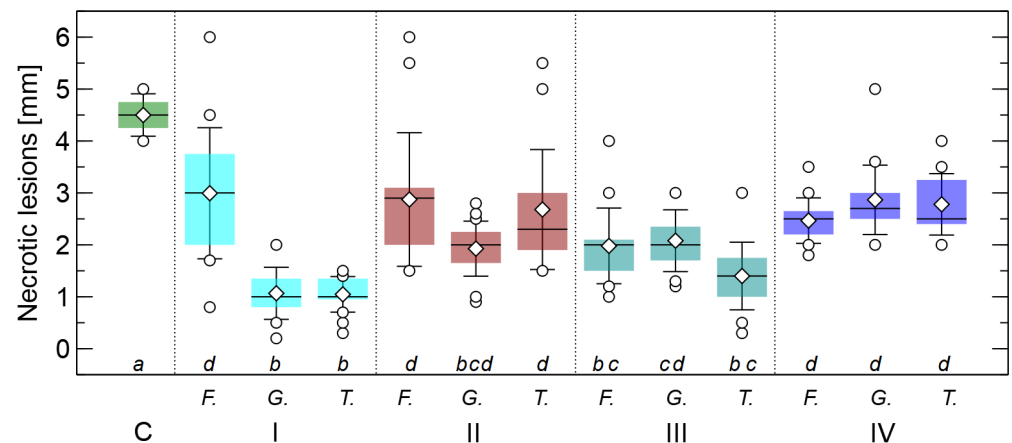 Necrotic lesions [mm]
6
5
4
3
2
1
0
a d b b d bcd d b c c d b c d d d
F. G. T. F. G. T. F. G. T. F. G. T.
C I II III IV